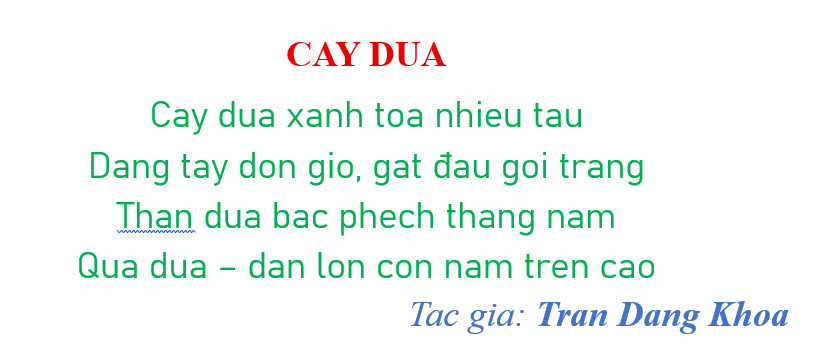 CAY DUA
Cay dua xanh toa nhieu tau
Dang tay don gio, gat đau goi trang
Than dua bac phech thang nam
Qua dua – dan lon con nam tren cao
Tac gia: Tran Dang Khoa